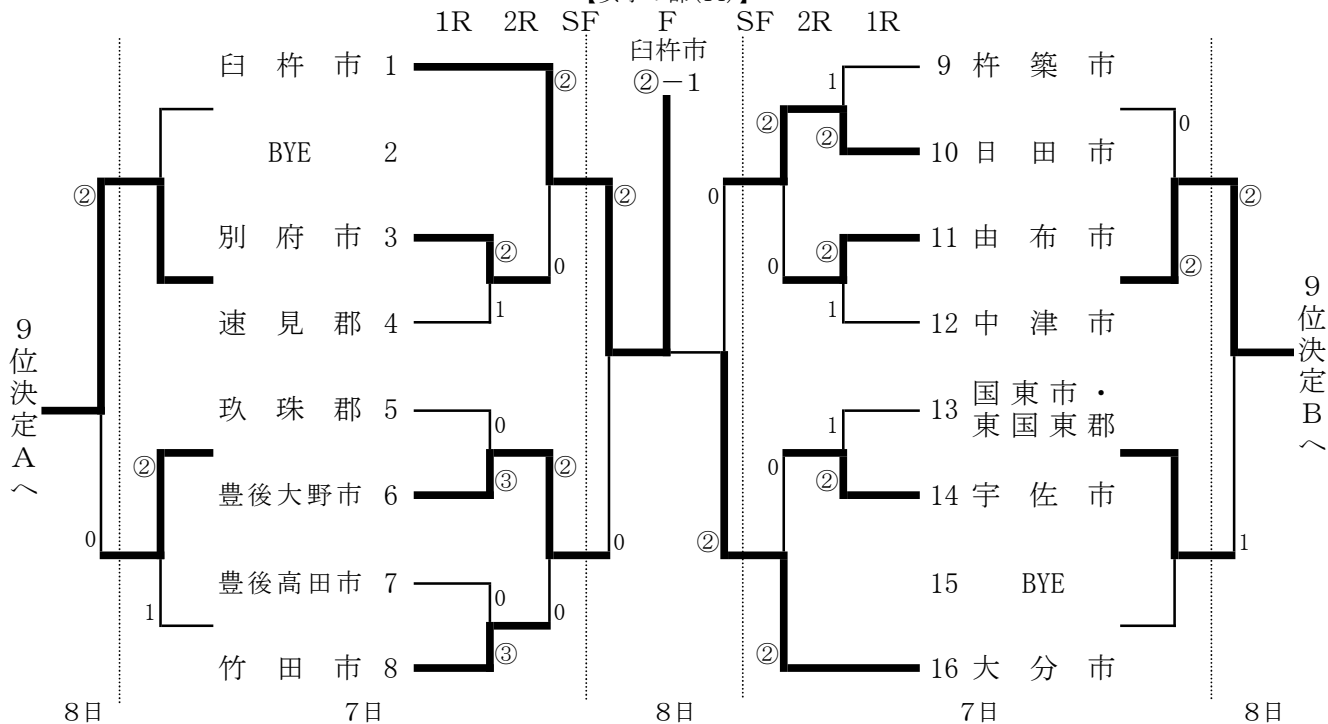 1R 2R SF F SF 2R 1R
臼杵市
②－1
臼杵市 1
BYE 2
別府市 3
速見郡 4
玖珠郡 5
豊後大野市 6
豊後高田市 7
竹田市 8
②
②
0
1
0
③
0
③
②
0
②
0
②
0
②
0
②
1
9位決定Aへ
9 杵築市
10 日田市
11 由布市
12 中津市
13 国東市・
東国東郡
14 宇佐市
15 BYE
16 大分市
1
②
②
1
1
②
②
0
0
②
0
②
0
②
②
1
9位決定Bへ
8日 7日 8日 7日 8日